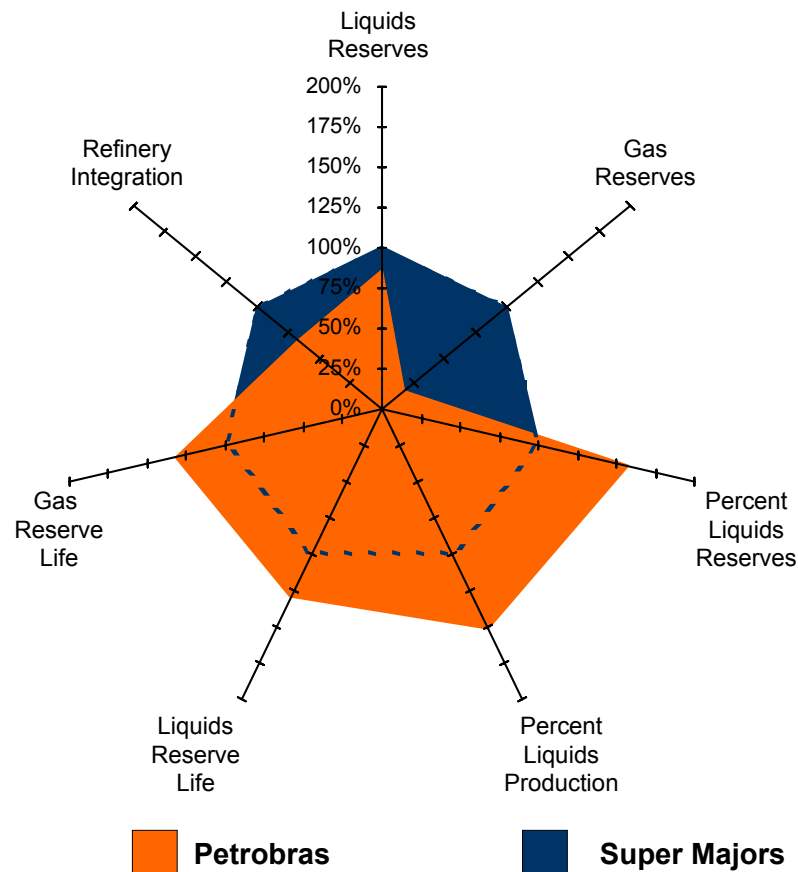 Liquids
Reserves
200%
175%
150%
125%
100%
75%
50%
25%
0%
Refinery
Integration
Gas
Reserves
Gas
Reserve
Life
Percent
Liquids
Reserves
Liquids
Reserve
Life
Percent
Liquids
Production
Petrobras
Super Majors